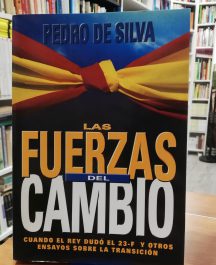 PEDRO DE SILVA
LAS
FUERZAS
DEL
CAMBIO
CUANDO EL REY DUDÓ EL 23-F Y OTROS
ENSAYOS SOBRE LA TRANSICIÓN